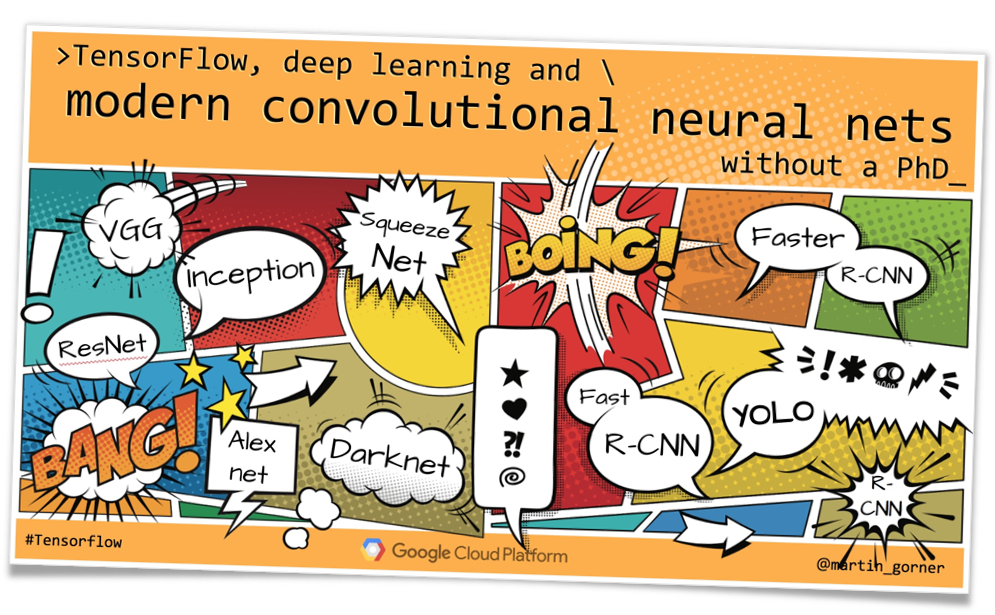 >TensorFlow, deep learning and \
modern convolutional neural nets
without a PhD_
VGG
Inception
Squeeze
Net
BOiNG!
Faster
R-CNN
!
ResNet
BANG!
Alex
net
Darknet
?!
Fast
R-CNN
YOLO
!*
R-
CNN
#Tensorflow
Google Cloud Platform
@martin_gorner